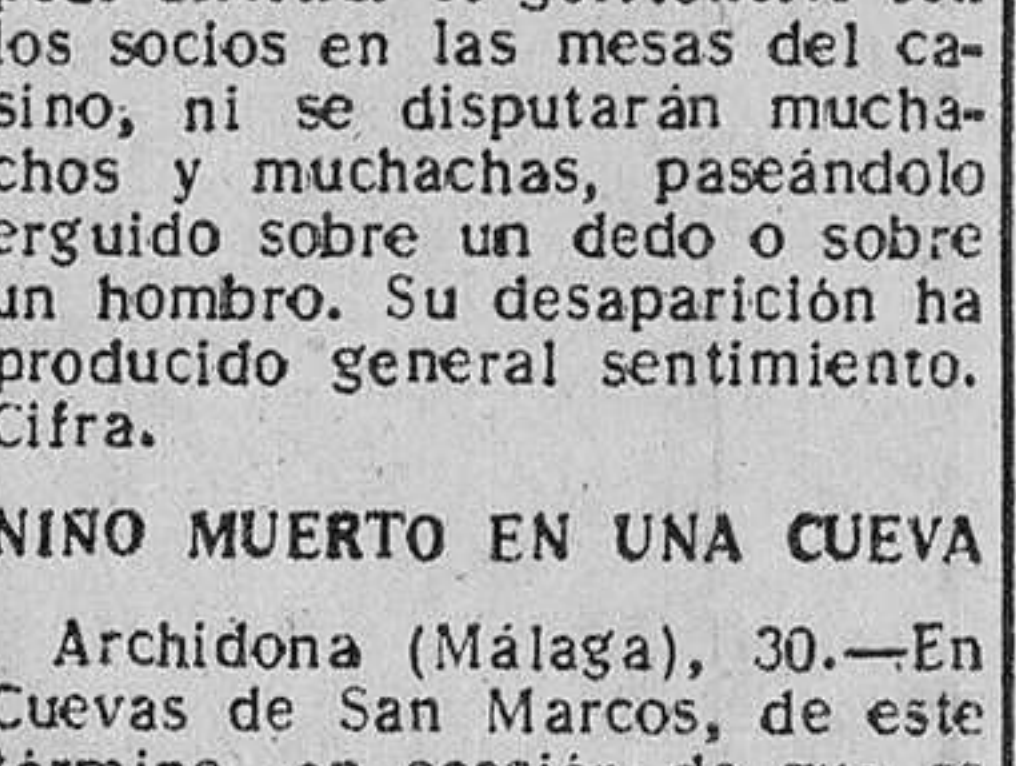 los socios en las mesas del ca-
sino, ni se disputarán mucha-
chos y muchachas, paseándolo
erguido sobre un dedo o sobre
un hombro. Su desaparición ha
producido general sentimiento.
Cifra.
NIÑO MUERTO EN UNA CUEVA
Archidona (Málaga), 30.—En
Cuevas de San Marcos, de este